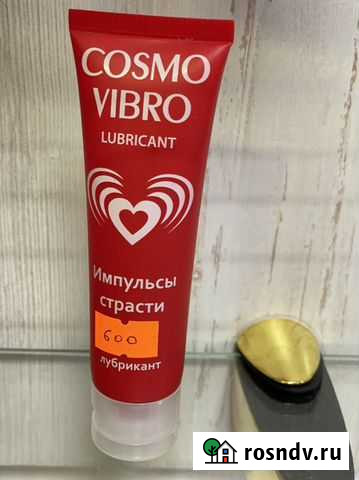 COSMO
VIBRO
LUBRICANT
Импульсы
страсти
600
лубрикант
rosndv.ru